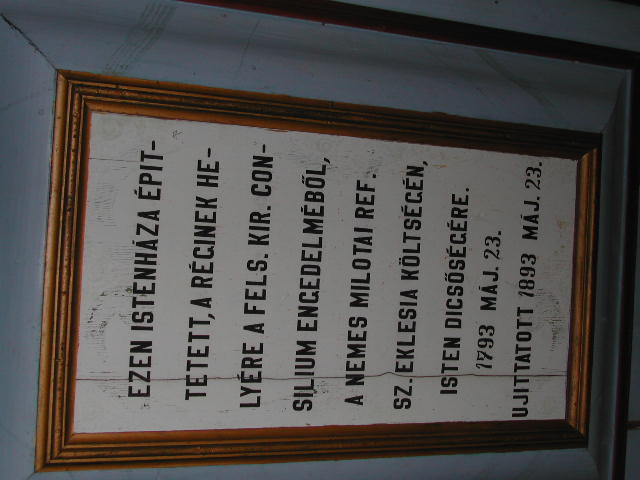 EZEN ISTENHÁZA ÉPIT-
TETETT, A RÉGINEK HE-
LYÉRE A FELS. KIR. CON-
SILIUM ENGEDELMÉBŐL,
A NEMES MILOTAI REF.
SZ. EKLESIA KÖLTSÉGÉN,
ISTEN DICSŐSÉGÉRE.
1793 MÁJ. 23.
UJITTATOTT 1893 MÁJ. 23.